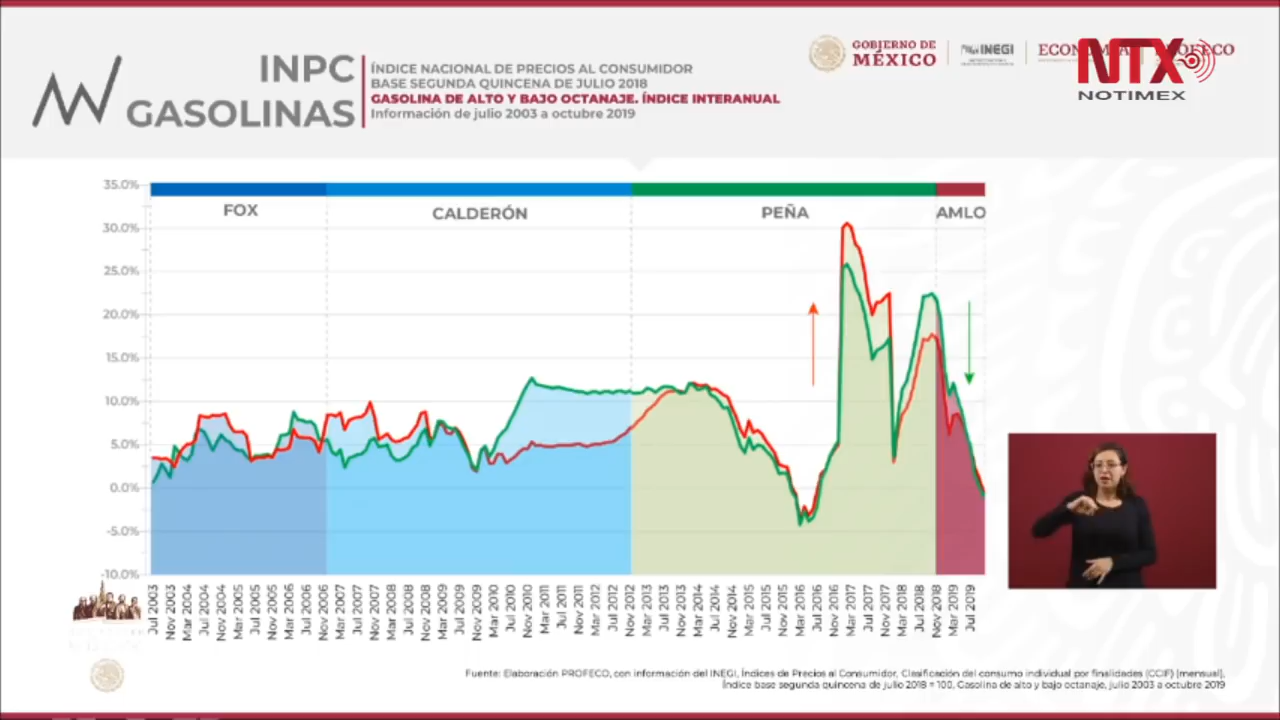 INPC
GASOLINAS
ÍNDICE NACIONAL DE PRECIOS AL CONSUMIDOR
BASE SEGUNDA QUINCENA DE JULIO 2018
GASOLINA DE ALTO Y BAJO OCTANAJE. ÍNDICE INTERANUAL
Información de julio 2003 a octubre 2019
GOBIERNO DE
MÉXICO
INEGI
NTX
NOTIMEX
35.0%
30.0%
25.0%
20.0%
15.0%
10.0%
5.0%
0.0%
-5.0%
-10.0%
FOX
CALDERÓN
PEÑA
AMLO
Jul 2003
Nov 2003
Mar 2004
Jul 2004
Nov 2004
Mar 2005
Jul 2005
Nov 2005
Mar 2006
Jul 2006
Nov 2006
Mar 2007
Jul 2007
Nov 2007
Mar 2008
Jul 2008
Nov 2008
Mar 2009
Jul 2009
Nov 2009
Mar 2010
Jul 2010
Nov 2010
Mar 2011
Jul 2011
Nov 2011
Mar 2012
Jul 2012
Nov 2012
Mar 2013
Jul 2013
Nov 2013
Mar 2014
Jul 2014
Nov 2014
Mar 2015
Jul 2015
Nov 2015
Mar 2016
Jul 2016
Nov 2016
Mar 2017
Jul 2017
Nov 2017
Mar 2018
Jul 2018
Nov 2018
Mar 2019
Jul 2019
Fuente: Elaboración PROFECO, con información del INEGI, Índices de Precios al Consumidor, Clasificación del consumo individual por finalidades (CCIF) (mensual),
Índice base segunda quincena de julio 2018 = 100, Gasolina de alto y bajo octanaje, julio 2003 a octubre 2019